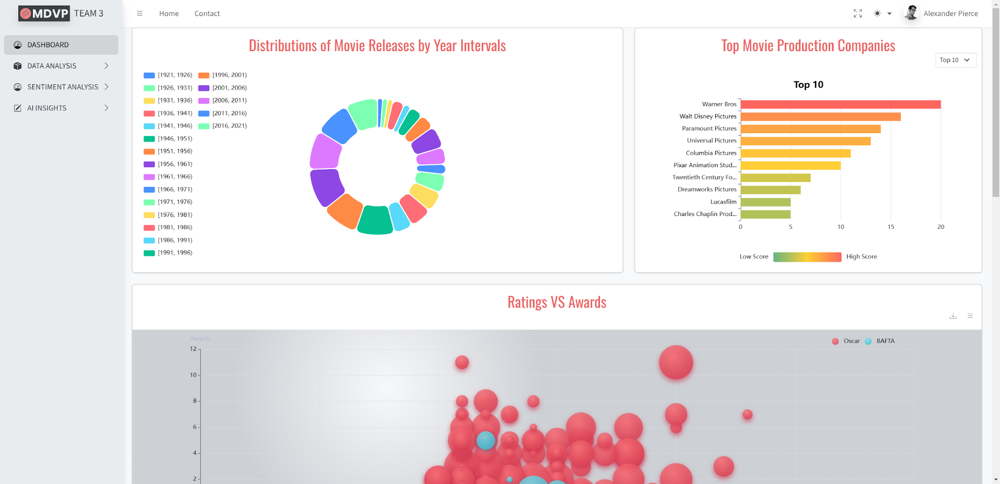 MDVP TEAM 3
Home Contact
Alexander Pierce
DASHBOARD
DATA ANALYSIS
SENTIMENT ANALYSIS
AI INSIGHTS
Distributions of Movie Releases by Year Intervals
[1921, 1926)
[1926, 1931)
[1931, 1936)
[1936, 1941)
[1941, 1946)
[1946, 1951)
[1951, 1956)
[1956, 1961)
[1961, 1966)
[1966, 1971)
[1971, 1976)
[1976, 1981)
[1981, 1986)
[1986, 1991)
[1991, 1996)
[1996, 2001)
[2001, 2006)
[2006, 2011)
[2011, 2016)
[2016, 2021)
Top Movie Production Companies
Top 10
Top 10
Warner Bros
Walt Disney Pictures
Paramount Pictures
Universal Pictures
Columbia Pictures
Pixar Animation Stud...
Twentieth Century Fo...
Dreamworks Pictures
Lucasfilm
Charles Chaplin Prod...
0 5 10 15 20
Low Score High Score
Ratings VS Awards
Awards
Oscar BAFTA
12
10
8
6
4
2